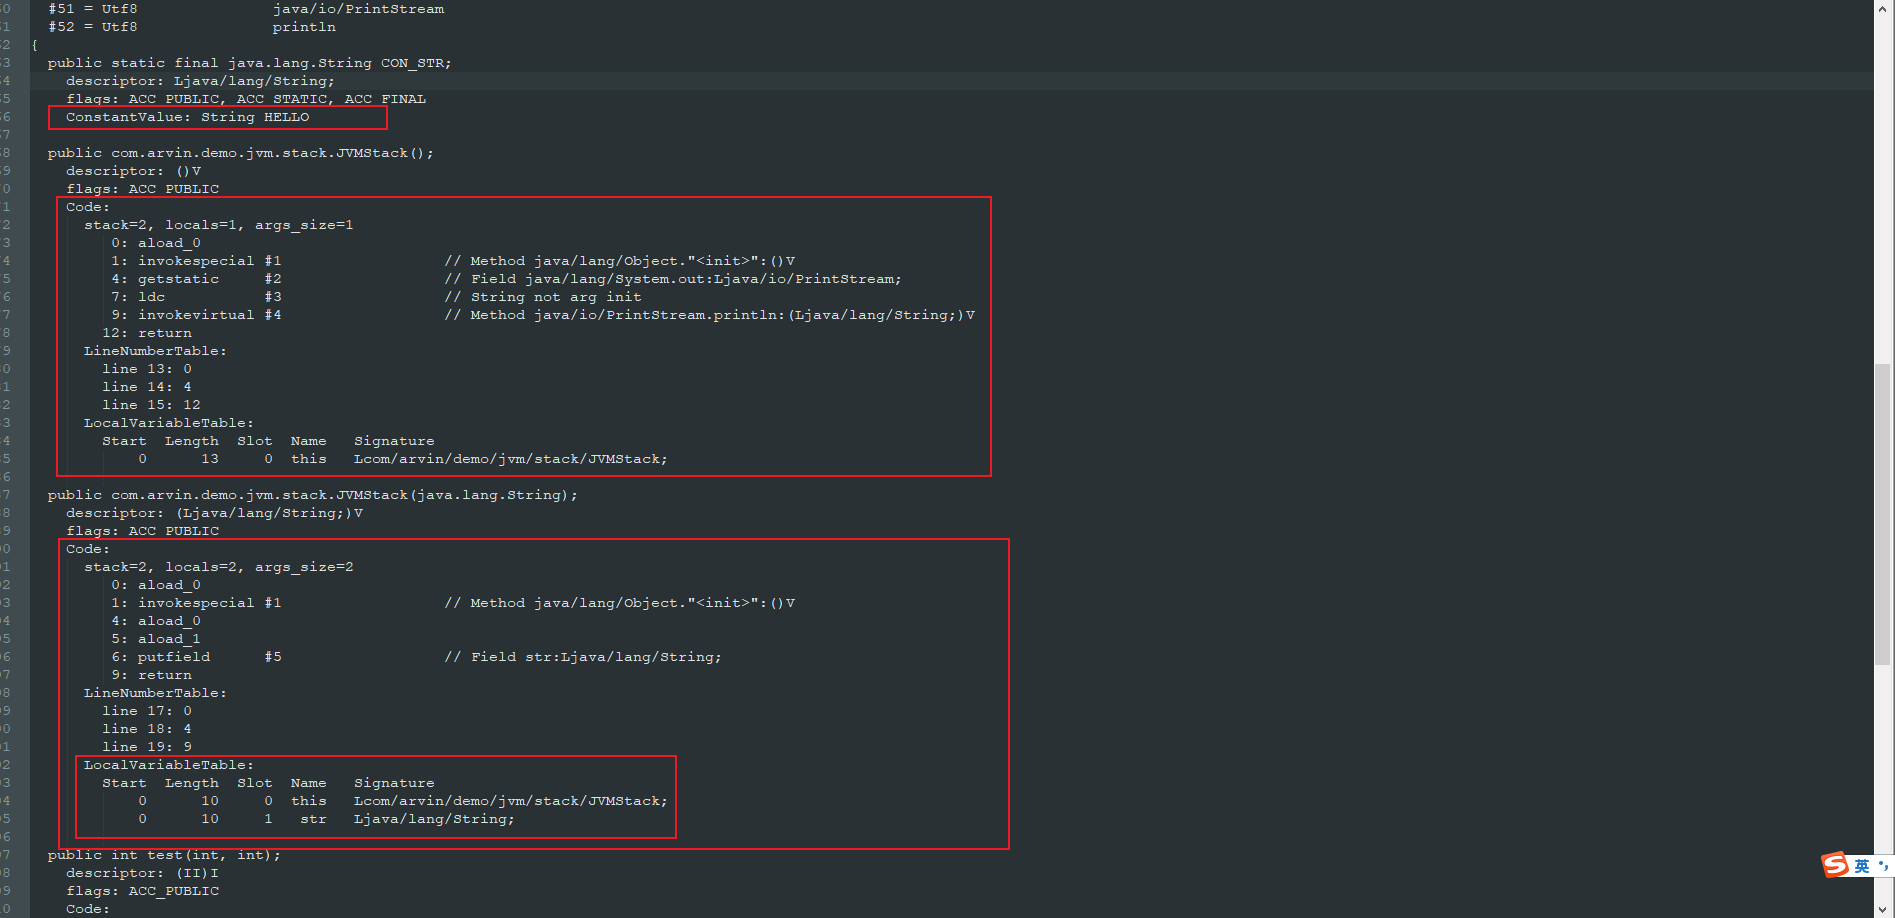 #51 = Utf8               java/io/PrintStream
#52 = Utf8               println
{
  public static final java.lang.String CON_STR;
    descriptor: Ljava/lang/String;
    flags: ACC_PUBLIC, ACC_STATIC, ACC_FINAL
    ConstantValue: String HELLO
  public com.arvin.demo.jvm.stack.JVMStack();
    descriptor: ()V
    flags: ACC_PUBLIC
    Code:
      stack=2, locals=1, args_size=1
         0: aload_0
         1: invokespecial #1                  // Method java/lang/Object."<init>":()V
         4: getstatic     #2                  // Field java/lang/System.out:Ljava/io/PrintStream;
         7: ldc           #3                  // String not arg init
         9: invokevirtual #4                  // Method java/io/PrintStream.println:(Ljava/lang/String;)V
        12: return
      LineNumberTable:
        line 13: 0
        line 14: 4
        line 15: 12
      LocalVariableTable:
        Start  Length  Slot  Name   Signature
            0      13     0  this   Lcom/arvin/demo/jvm/stack/JVMStack;
  public com.arvin.demo.jvm.stack.JVMStack(java.lang.String);
    descriptor: (Ljava/lang/String;)V
    flags: ACC_PUBLIC
    Code:
      stack=2, locals=2, args_size=2
         0: aload_0
         1: invokespecial #1                  // Method java/lang/Object."<init>":()V
         4: aload_0
         5: aload_1
         6: putfield      #5                  // Field str:Ljava/lang/String;
         9: return
      LineNumberTable:
        line 17: 0
        line 18: 4
        line 19: 9
      LocalVariableTable:
        Start  Length  Slot  Name   Signature
            0      10     0  this   Lcom/arvin/demo/jvm/stack/JVMStack;
            0      10     1   str   Ljava/lang/String;
  public int test(int, int);
    descriptor: (II)I
    flags: ACC_PUBLIC
    Code:
S 英